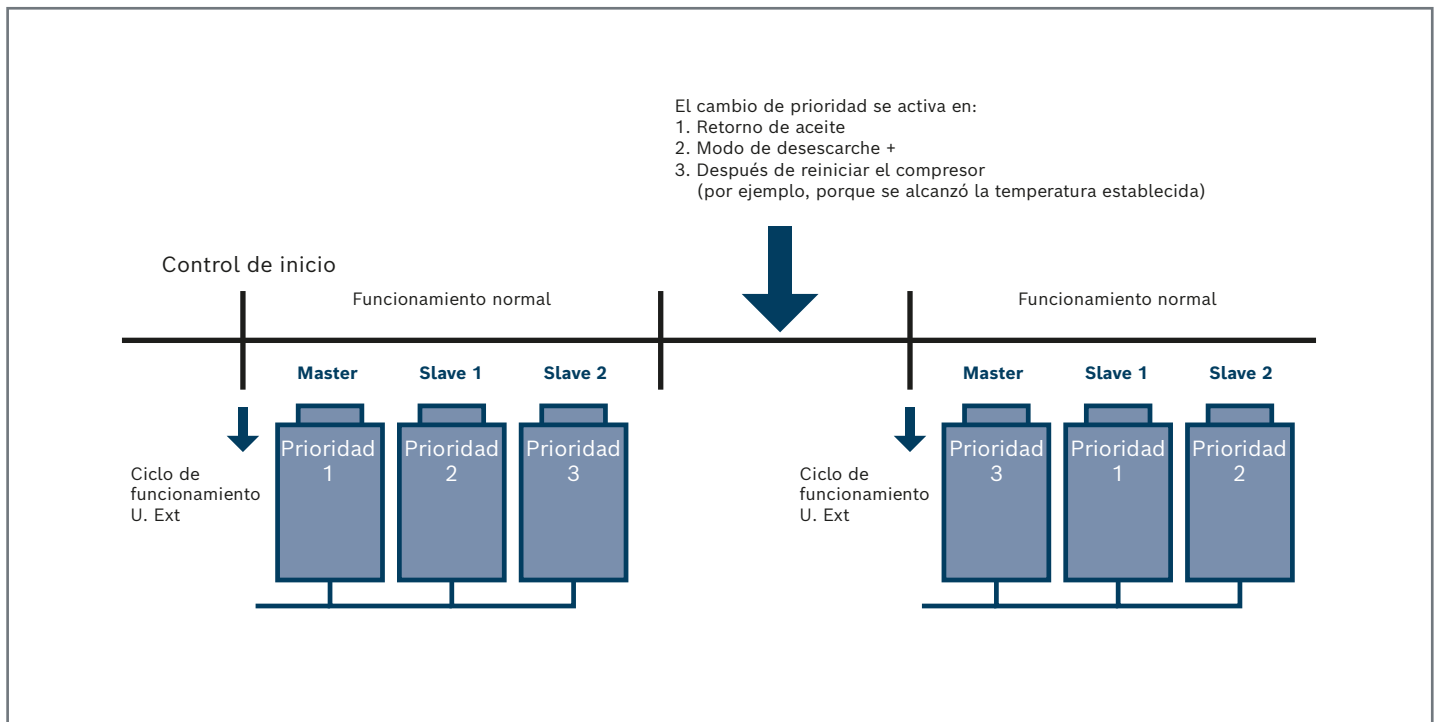 El cambio de prioridad se activa en:
1. Retorno de aceite
2. Modo de desescarche +
3. Después de reiniciar el compresor
(por ejemplo, porque se alcanzó la temperatura establecida)
Control de inicio
Funcionamiento normal
Funcionamiento normal
Master
Slave 1
Slave 2
Prioridad
1
Prioridad
2
Prioridad
3
Ciclo de
funcionamiento
U. Ext
Master
Slave 1
Slave 2
Prioridad
3
Prioridad
1
Prioridad
2
Ciclo de
funcionamiento
U. Ext